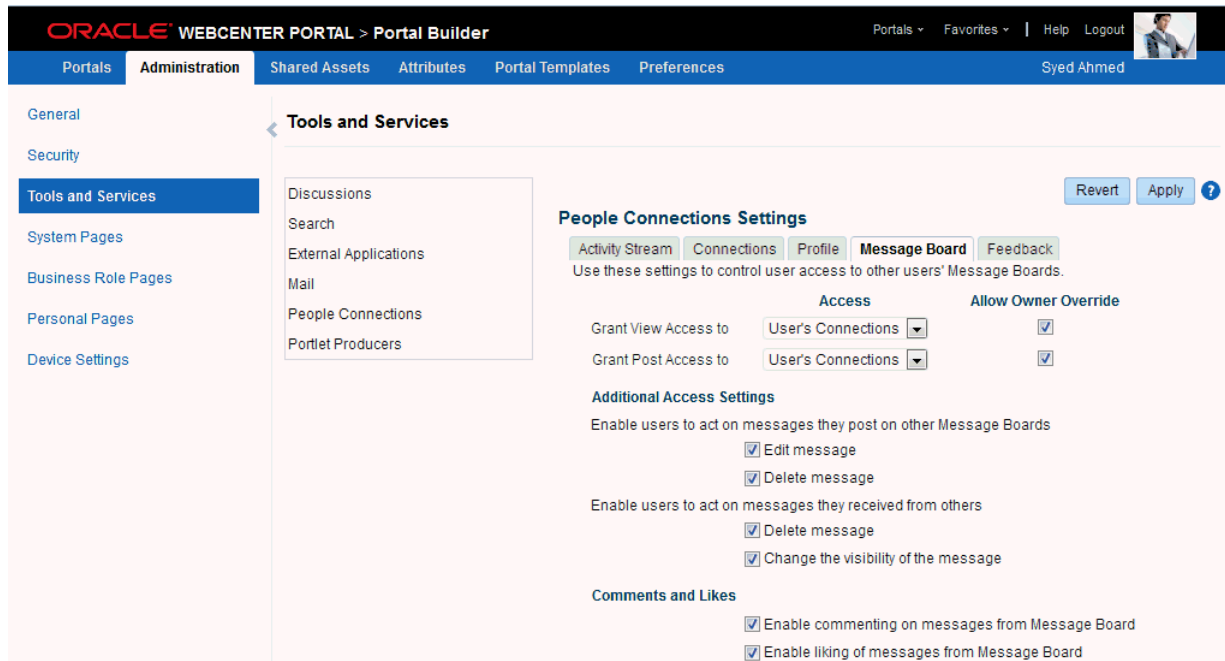 ORACLE WEBCENTER PORTAL > Portal Builder
Portals Favorites | Help Logout
Portals Administration Shared Assets Attributes Portal Templates Preferences Syed Ahmed
General
Security
Tools and Services
System Pages
Business Role Pages
Personal Pages
Device Settings
Tools and Services
Discussions
Search
External Applications
Mail
People Connections
Portlet Producers
Revert Apply ?
People Connections Settings
Activity Stream Connections Profile Message Board Feedback
Use these settings to control user access to other users' Message Boards.
Access Allow Owner Override
Grant View Access to User's Connections
Grant Post Access to User's Connections
Additional Access Settings
Enable users to act on messages they post on other Message Boards
Edit message
Delete message
Enable users to act on messages they received from others
Delete message
Change the visibility of the message
Comments and Likes
Enable commenting on messages from Message Board
Enable liking of messages from Message Board